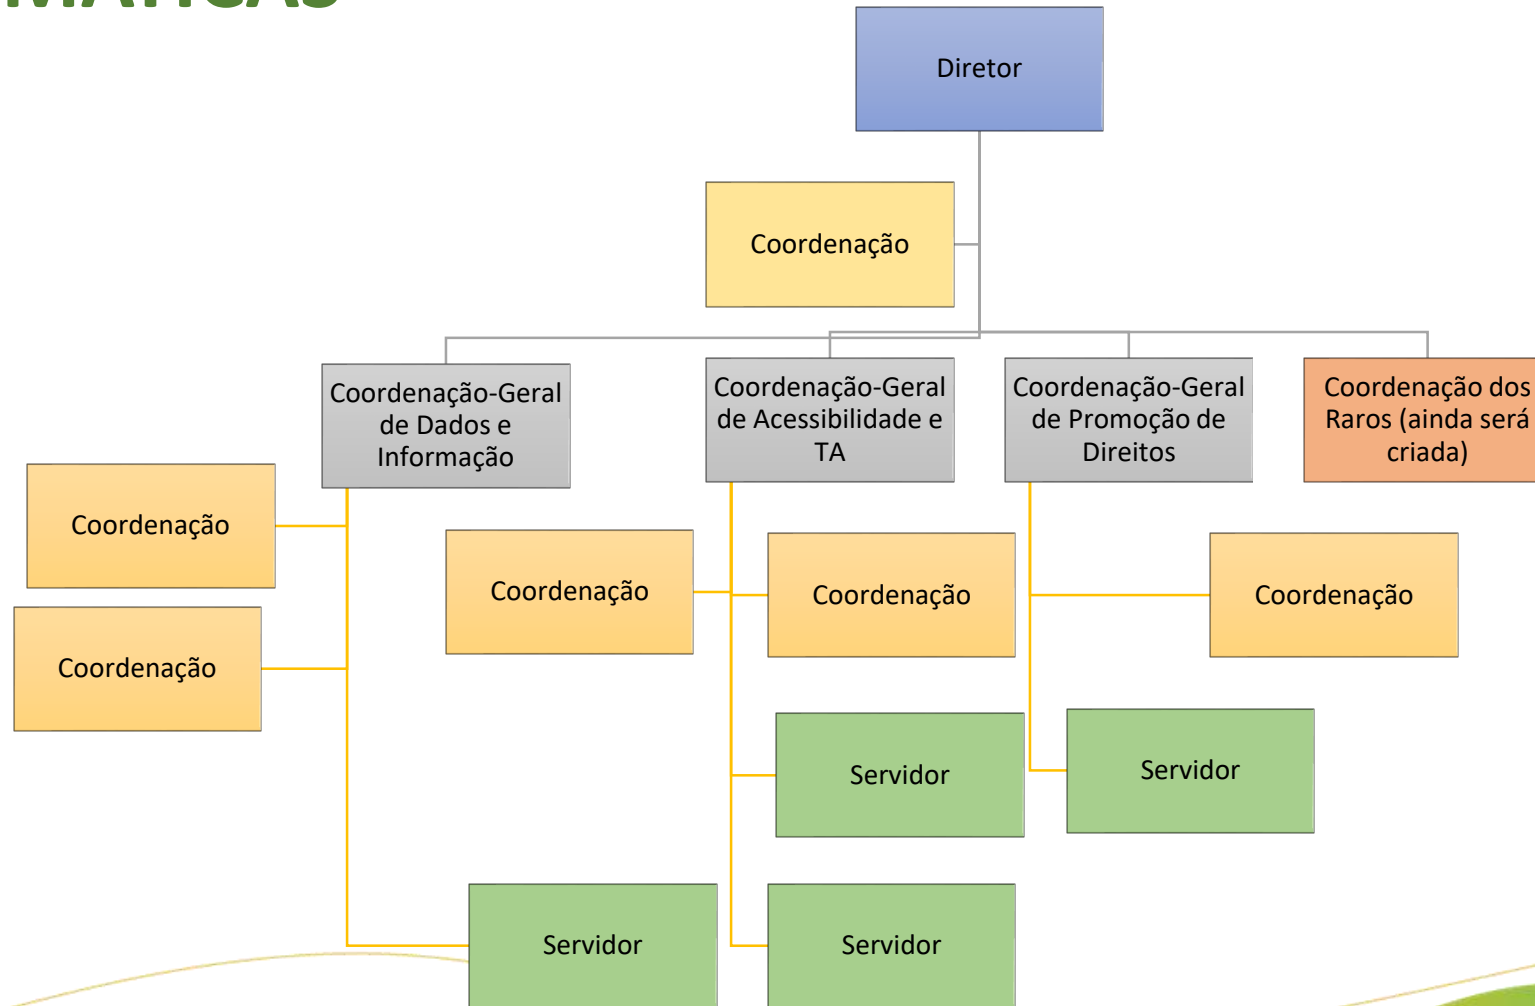 MÁTICAS
Diretor
Coordenação
Coordenação-Geral
de Dados e
Informação
Coordenação-Geral
de Acessibilidade e
TA
Coordenação-Geral
de Promoção de
Direitos
Coordenação dos
Raros (ainda será
criada)
Coordenação
Coordenação
Coordenação
Coordenação
Coordenação
Servidor
Servidor
Servidor
Servidor